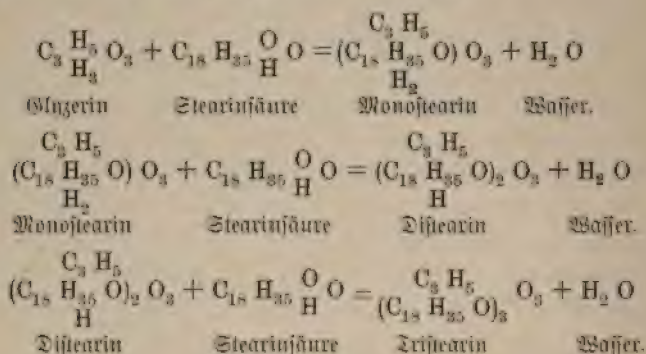 C₃ H₅
C₃ H₅ O₃ + C₁₈ H₃₅ O O = (C₁₈ H₃₅ O) O₃ + H₂ O
H₃ H H₂
Glyzerin Stearinsäure Monostearin Wasser.
C₃ H₅
(C₁₈ H₃₅ O) O₃ + C₁₈ H₃₅ O O = (C₁₈ H₃₅ O)₂ O₃ + H₂ O
H₂ H H
Monostearin Stearinsäure Distearin Wasser.
C₃ H₅
(C₁₈ H₃₅ O)₂ O₃ + C₁₈ H₃₅ O O = C₃ H₅ O₃ + H₂ O
H H (C₁₈ H₃₅ O)₃
Distearin Stearinsäure Tristearin Wasser.